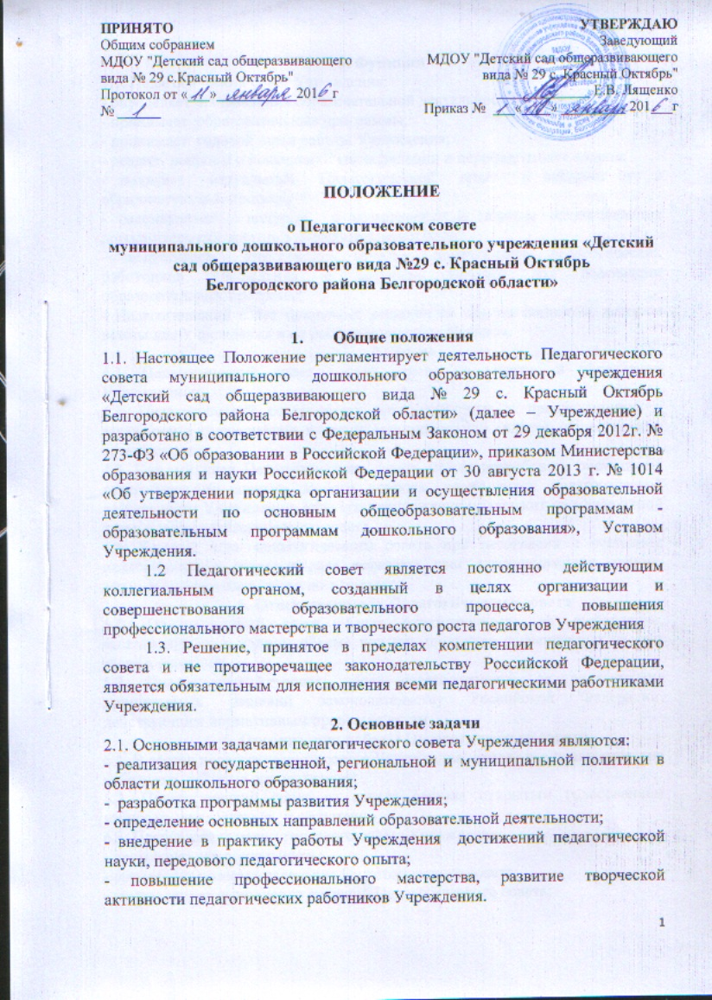 ПРИНЯТО
Общим собранием
МДОУ "Детский сад общеразвивающего
вида № 29 с.Красный Октябрь"
Протокол от «11» января 2016 г
№ 1
УТВЕРЖДАЮ
Заведующий
МДОУ "Детский сад общеразвивающего
вида № 29 с. Красный Октябрь"
Е.В. Лященко
Приказ № 1 «11» января 2016 г
ПОЛОЖЕНИЕ
о Педагогическом совете
муниципального дошкольного образовательного учреждения «Детский
сад общеразвивающего вида №29 с. Красный Октябрь
Белгородского района Белгородской области»
1. Общие положения
1.1. Настоящее Положение регламентирует деятельность Педагогического
совета муниципального дошкольного образовательного учреждения
«Детский сад общеразвивающего вида № 29 с. Красный Октябрь
Белгородского района Белгородской области» (далее – Учреждение) и
разработано в соответствии с Федеральным Законом от 29 декабря 2012г. №
273-ФЗ «Об образовании в Российской Федерации», приказом Министерства
образования и науки Российской Федерации от 30 августа 2013 г. № 1014
«Об утверждении порядка организации и осуществления образовательной
деятельности по основным общеобразовательным программам -
образовательным программам дошкольного образования», Уставом
Учреждения.
1.2 Педагогический совет является постоянно действующим
коллегиальным органом, созданный в целях организации и
совершенствования образовательного процесса, повышения
профессионального мастерства и творческого роста педагогов Учреждения
1.3. Решение, принятое в пределах компетенции педагогического
совета и не противоречащее законодательству Российской Федерации,
является обязательным для исполнения всеми педагогическими работниками
Учреждения.
2. Основные задачи
2.1. Основными задачами педагогического совета Учреждения являются:
- реализация государственной, региональной и муниципальной политики в
области дошкольного образования;
- разработка программы развития Учреждения;
- определение основных направлений образовательной деятельности;
- внедрение в практику работы Учреждения достижений педагогической
науки, передового педагогического опыта;
- повышение профессионального мастерства, развитие творческой
активности педагогических работников Учреждения.
1